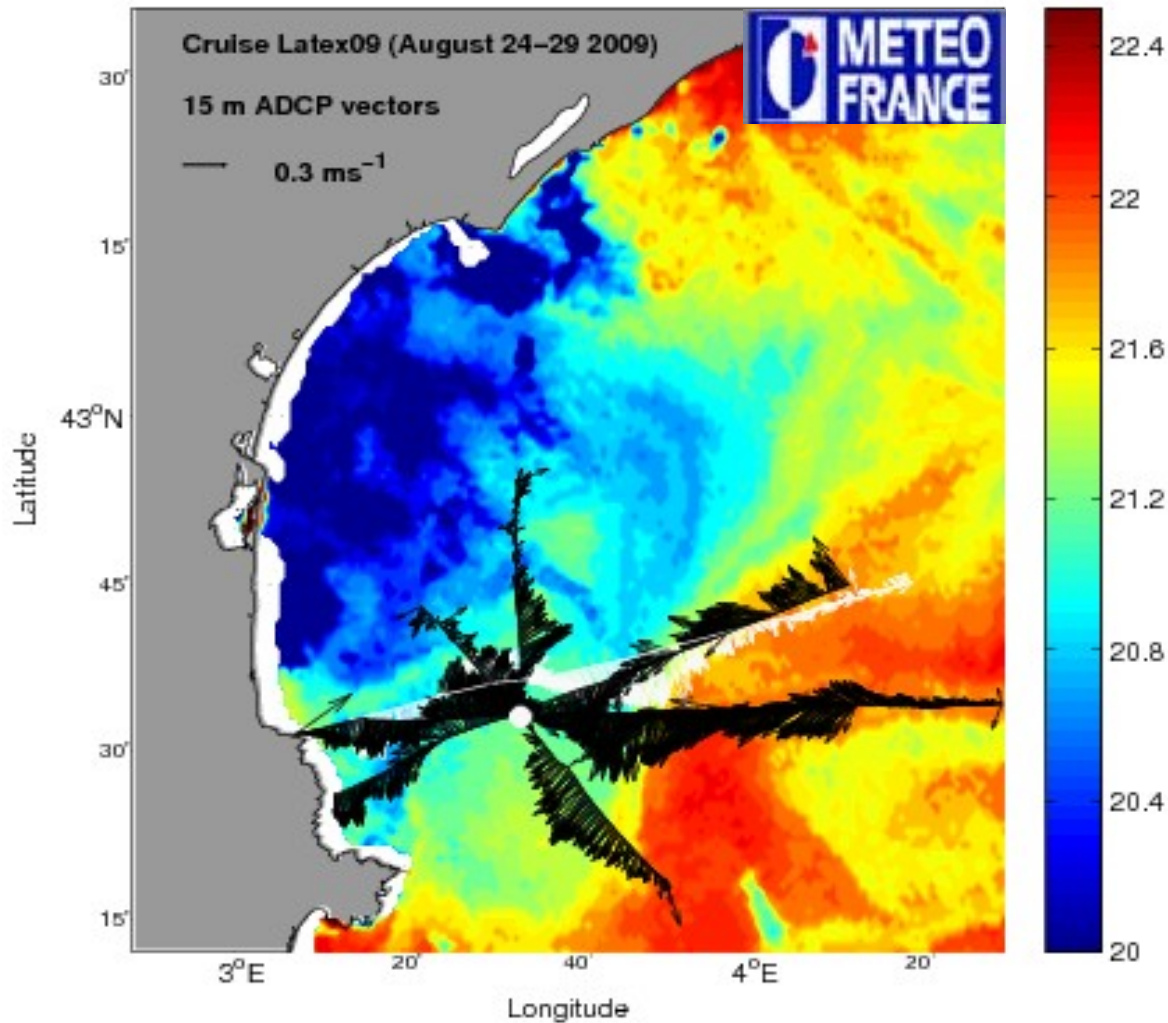 Cruise Latex09 (August 24–29 2009)
METEO
FRANCE
15 m ADCP vectors
0.3 ms⁻¹
30'
15'
43°N
45'
30'
15'
Latitude
3°E
20'
40'
4°E
20'
Longitude
22.4
22
21.6
21.2
20.8
20.4
20